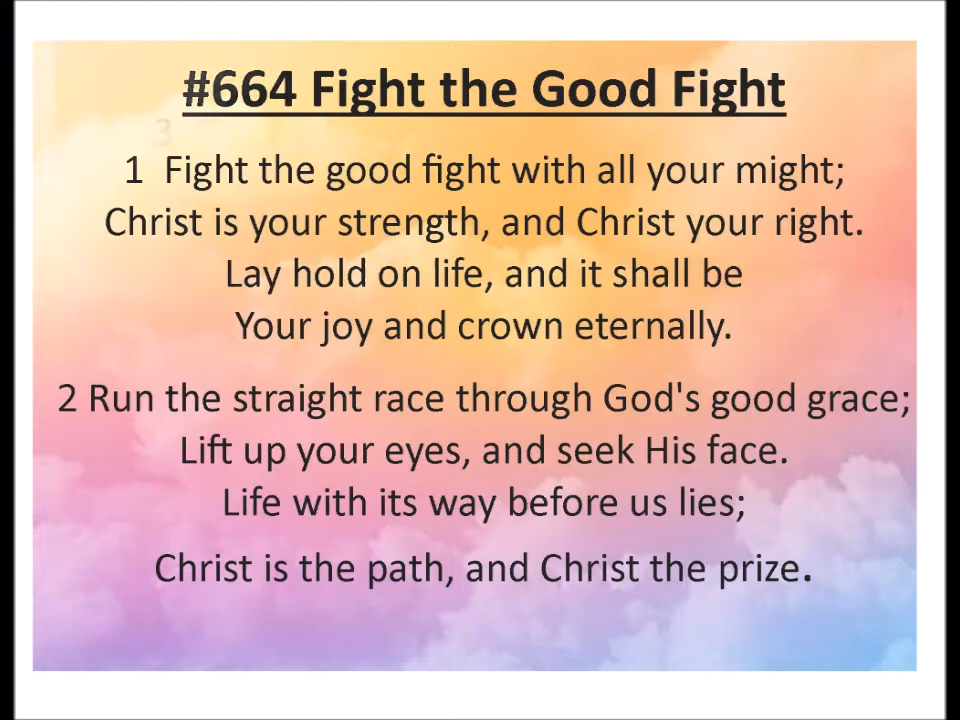 #664 Fight the Good Fight
1 Fight the good fight with all your might;
Christ is your strength, and Christ your right.
Lay hold on life, and it shall be
Your joy and crown eternally.
2 Run the straight race through God's good grace;
Lift up your eyes, and seek His face.
Life with its way before us lies;
Christ is the path, and Christ the prize.